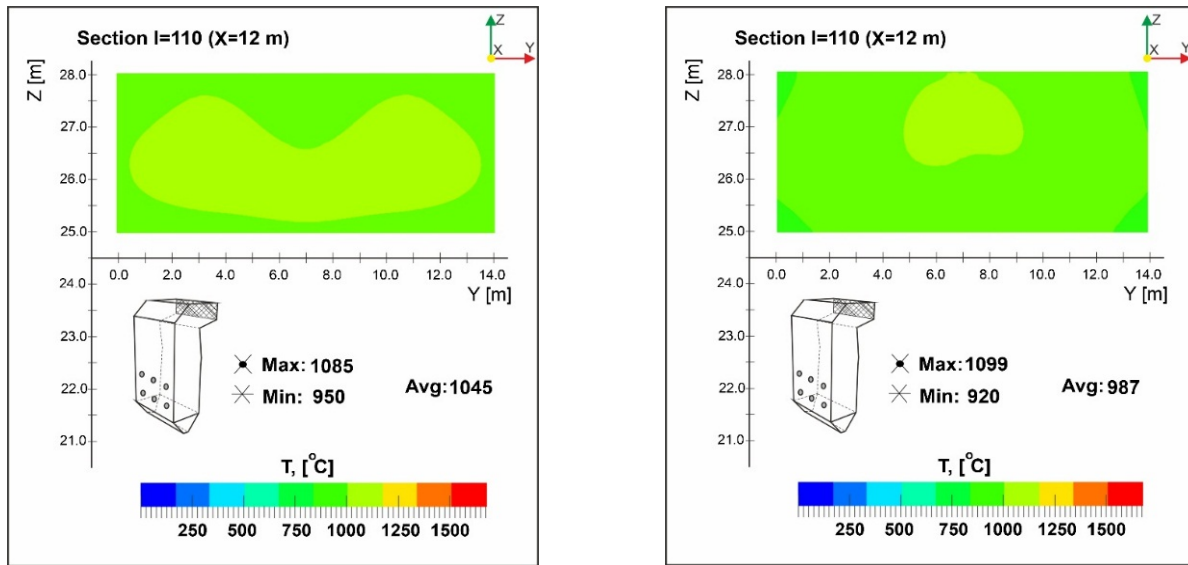 Section I=110 (X=12 m)
Z
X
Y
Z [m]
28.0
27.0
26.0
25.0
24.0
23.0
22.0
21.0
0.0 2.0 4.0 6.0 8.0 10.0 12.0 14.0
Y [m]
Max: 1085
Min: 950
Avg:1045
T, [°C]
250 500 750 1000 1250 1500
Section I=110 (X=12 m)
Z
X
Y
Z [m]
28.0
27.0
26.0
25.0
24.0
23.0
22.0
21.0
0.0 2.0 4.0 6.0 8.0 10.0 12.0 14.0
Y [m]
Max: 1099
Min: 920
Avg:987
T, [°C]
250 500 750 1000 1250 1500